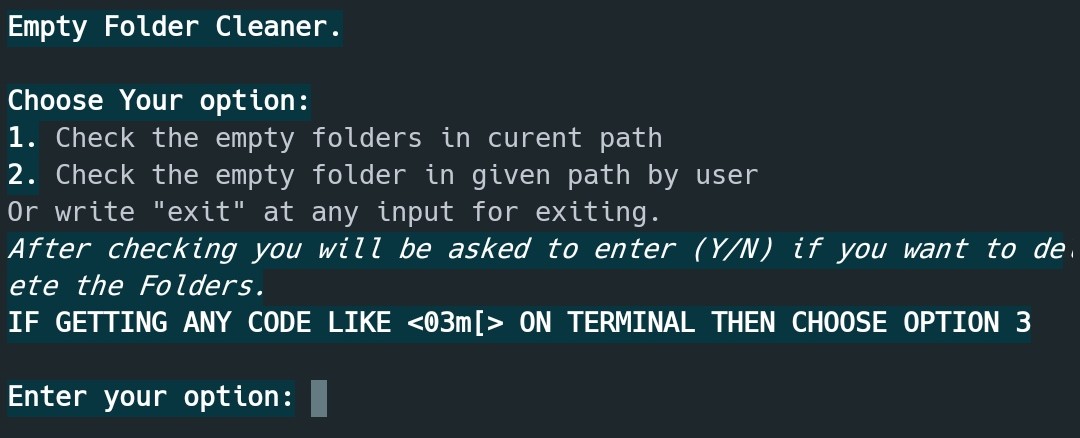 Empty Folder Cleaner.
Choose Your option:
1. Check the empty folders in curent path
2. Check the empty folder in given path by user
Or write "exit" at any input for exiting.
After checking you will be asked to enter (Y/N) if you want to del
ete the Folders.
IF GETTING ANY CODE LIKE <03m[> ON TERMINAL THEN CHOOSE OPTION 3
Enter your option: